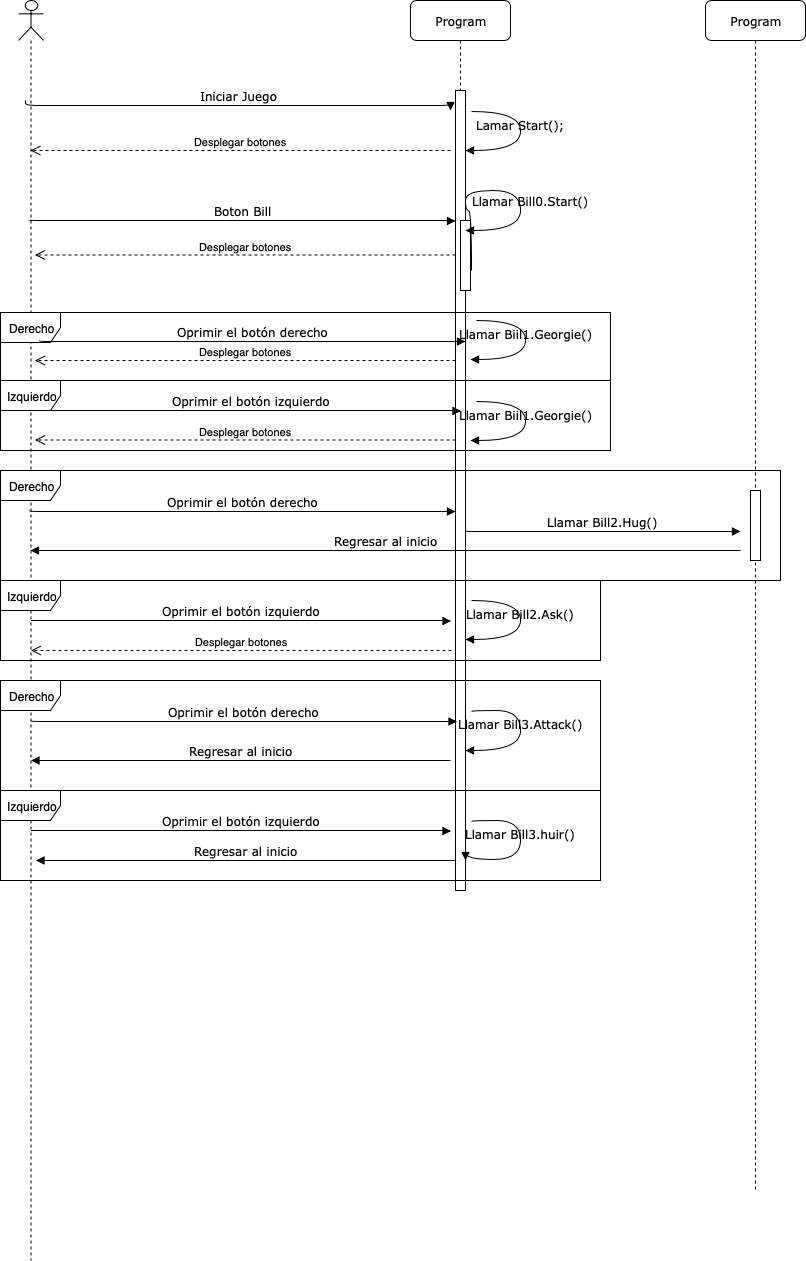 Program
Program
Iniciar Juego
Lamar Start();
Desplegar botones
Llamar Bill0.Start()
Boton Bill
Desplegar botones
Derecho
Oprimir el botón derecho
Llamar Biil1.Georgie()
Desplegar botones
Izquierdo
Oprimir el botón izquierdo
Llamar Biil1.Georgie()
Desplegar botones
Derecho
Oprimir el botón derecho
Llamar Bill2.Hug()
Regresar al inicio
Izquierdo
Oprimir el botón izquierdo
Llamar Bill2.Ask()
Desplegar botones
Derecho
Oprimir el botón derecho
Llamar Bill3.Attack()
Regresar al inicio
Izquierdo
Oprimir el botón izquierdo
Llamar Bill3.huir()
Regresar al inicio